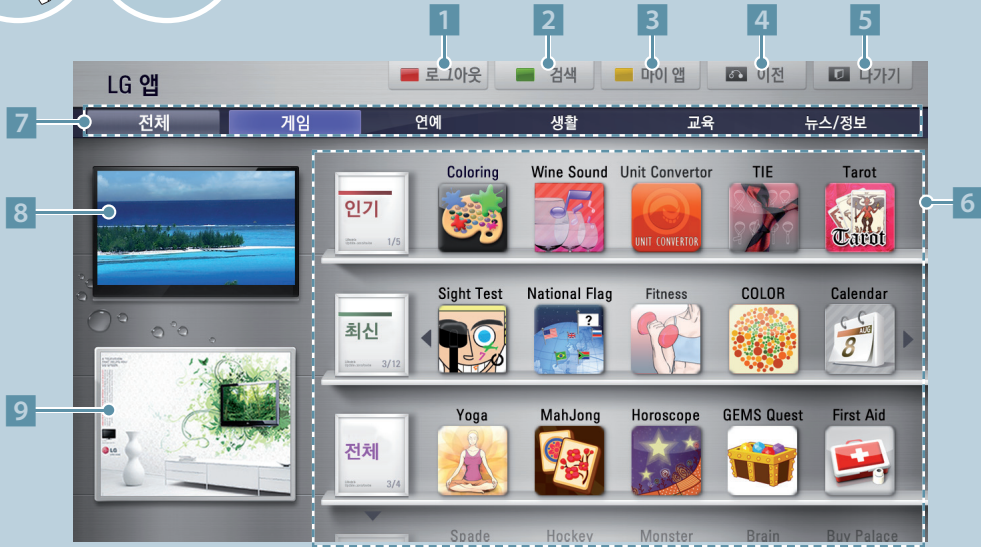 1 2 3 4 5
LG 앱 로그아웃 검색 마이 앱 이전 나가기
7 전체 게임 연예 생활 교육 뉴스/정보
6
8
인기 1/5
Coloring Wine Sound Unit Convertor TIE Tarot
UNIT CONVERTOR Tarot
최신 3/12
Sight Test National Flag Fitness COLOR Calendar
? 7 AUG 8
9
LG
전체 3/4
Yoga MahJong Horoscope GEMS Quest First Aid
Spade Hockey Monster Brain Buy Palace